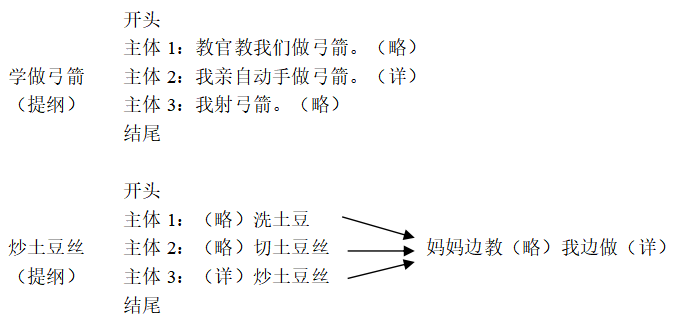 开头
主体 1：教官教我们做弓箭。（略）
学做弓箭 主体 2：我亲自动手做弓箭。（详）
（提纲） 主体 3：我射弓箭。（略）
结尾
开头
主体 1：（略）洗土豆
炒土豆丝 主体 2：（略）切土豆丝 妈妈边教（略）我边做（详）
（提纲） 主体 3：（详）炒土豆丝
结尾